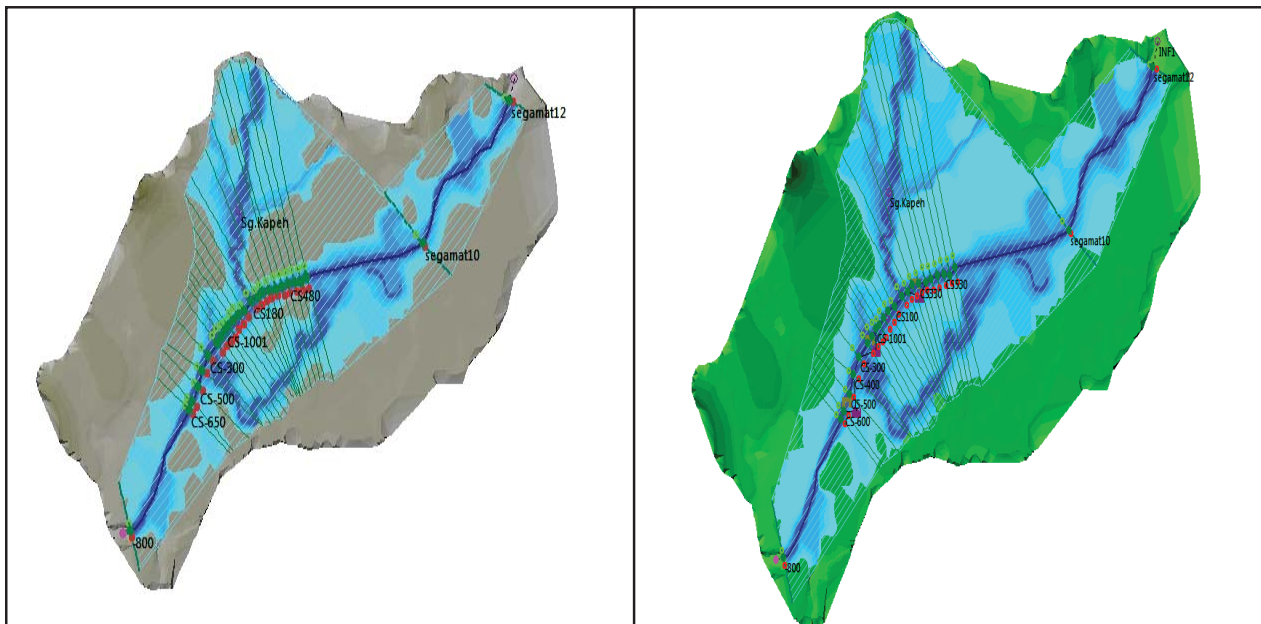 segamat12
Sg.Kapeh
segamat10
CS480
CS180
CS-1001
CS-300
CS-500
CS-650
-800
INF1
segamat12
Sg.Kapeh
segamat10
CS530
CS330
CS100
CS-1001
CS-300
CS-400
CS-500
CS-600
-800